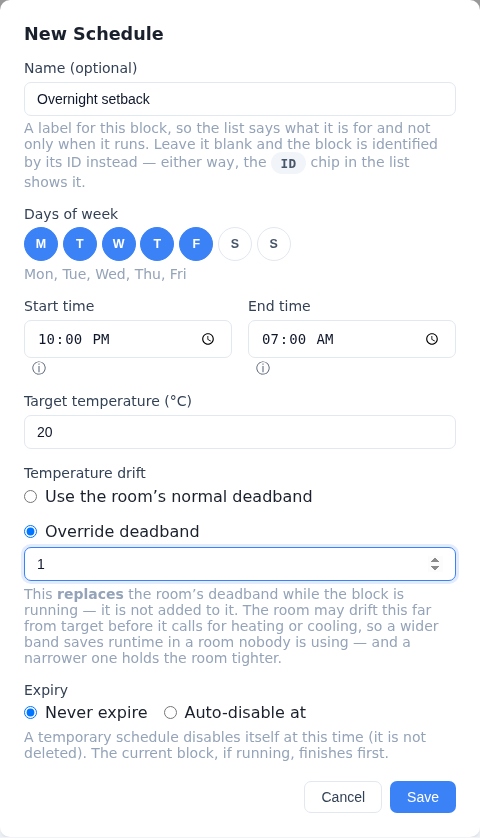 New Schedule
Name (optional)
Overnight setback
A label for this block, so the list says what it is for and not
only when it runs. Leave it blank and the block is identified
by its ID instead — either way, the ID chip in the list
shows it.
Days of week
M T W T F S S
Mon, Tue, Wed, Thu, Fri
Start time End time
10:00 PM 07:00 AM
ⓘ ⓘ
Target temperature (°C)
20
Temperature drift
Use the room’s normal deadband
Override deadband
1
This replaces the room’s deadband while the block is
running — it is not added to it. The room may drift this far
from target before it calls for heating or cooling, so a wider
band saves runtime in a room nobody is using — and a
narrower one holds the room tighter.
Expiry
Never expire Auto-disable at
A temporary schedule disables itself at this time (it is not
deleted). The current block, if running, finishes first.
Cancel Save